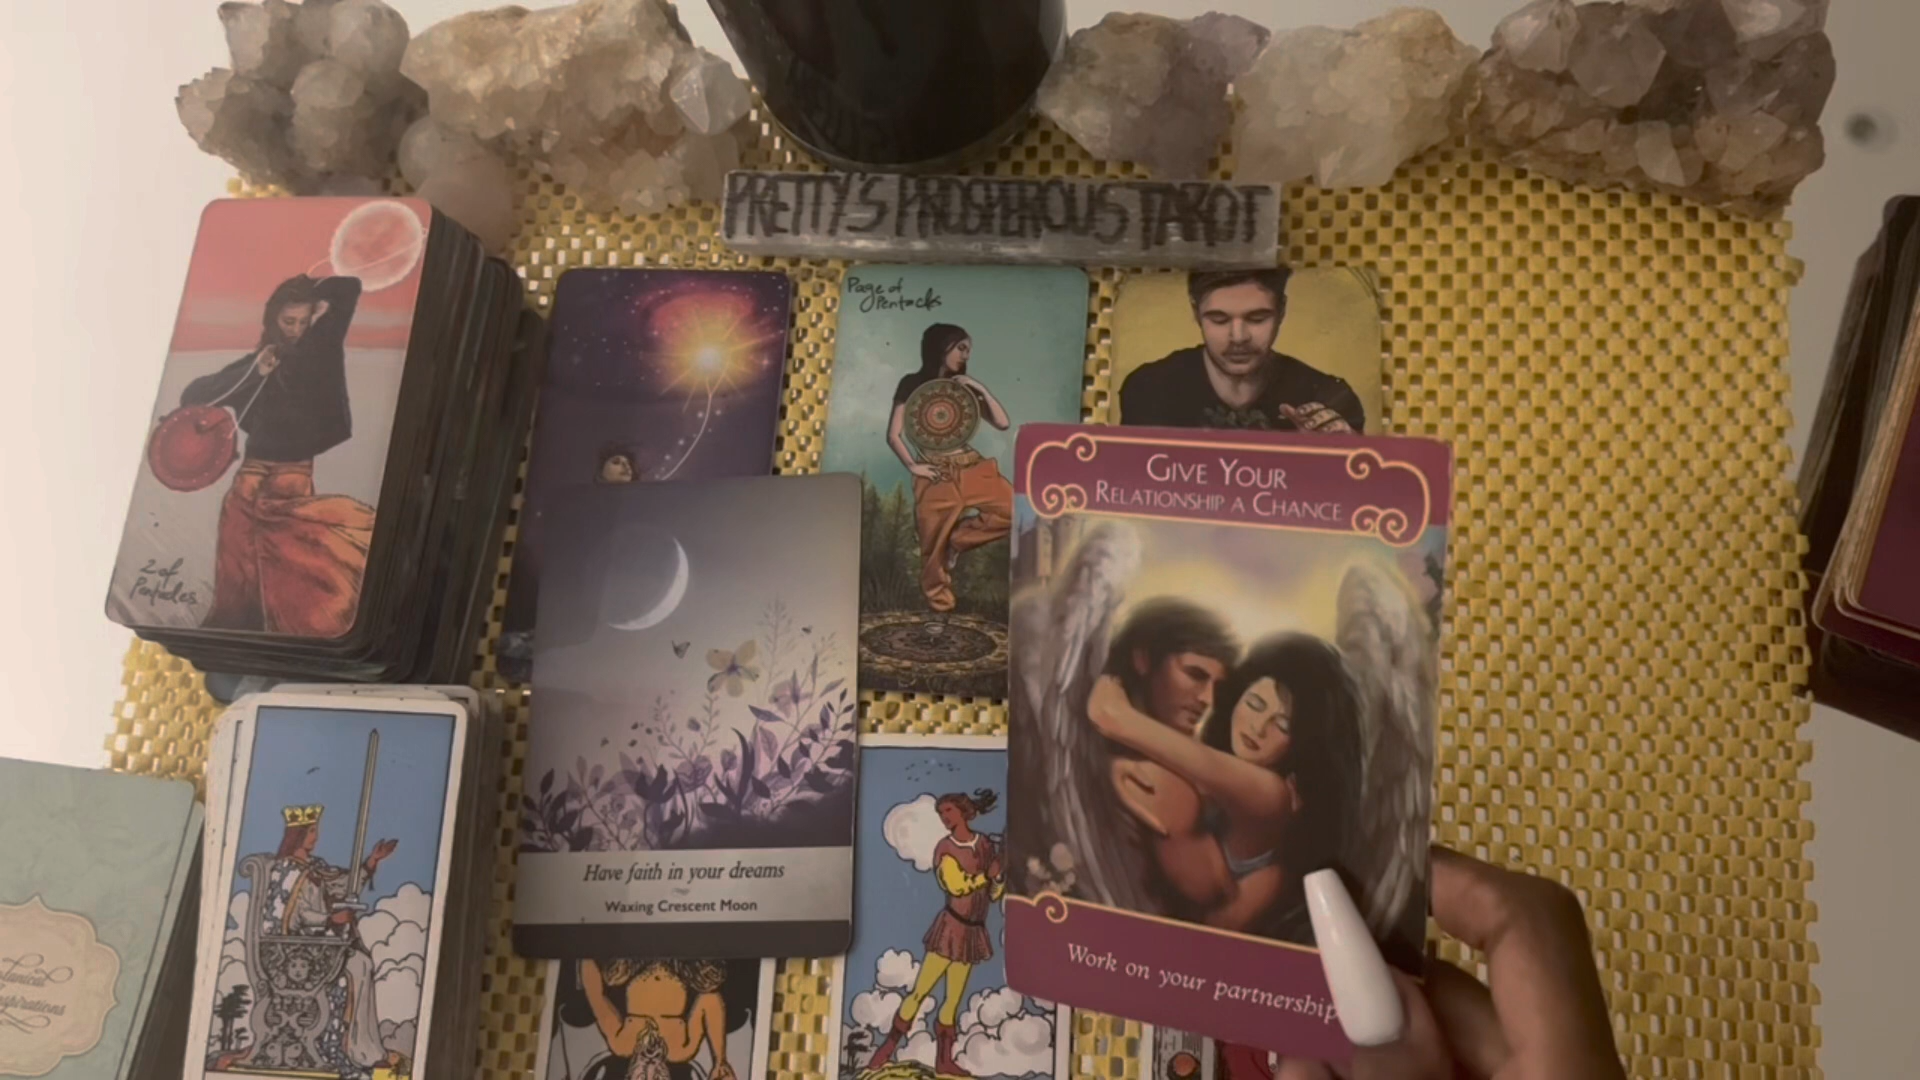 PRETTY'S PROSPEROUS TAROT
Page of
Pentacles
GIVE YOUR
RELATIONSHIP A CHANCE
2 of
Pentacles
Have faith in your dreams
Waxing Crescent Moon
Work on your partnership